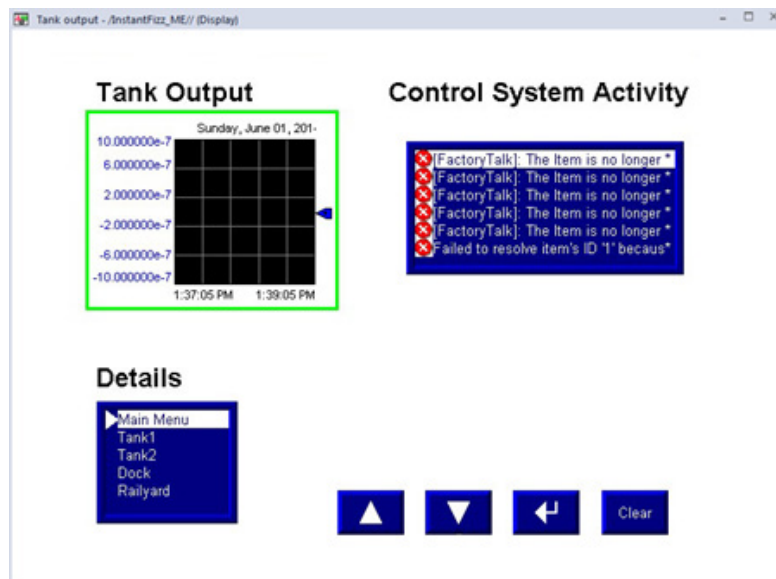 Tank output - /InstantFizz_ME// (Display)
Tank Output
Control System Activity
Sunday, June 01, 201-
10.000000e-7
6.000000e-7
2.000000e-7
-2.000000e-7
-6.000000e-7
-10.000000e-7
1:37:05 PM 1:39:05 PM
[FactoryTalk]: The Item is no longer *
[FactoryTalk]: The Item is no longer *
[FactoryTalk]: The Item is no longer *
[FactoryTalk]: The Item is no longer *
[FactoryTalk]: The Item is no longer *
Failed to resolve item's ID '1' becaus*
Details
Main Menu
Tank1
Tank2
Dock
Railyard
Clear